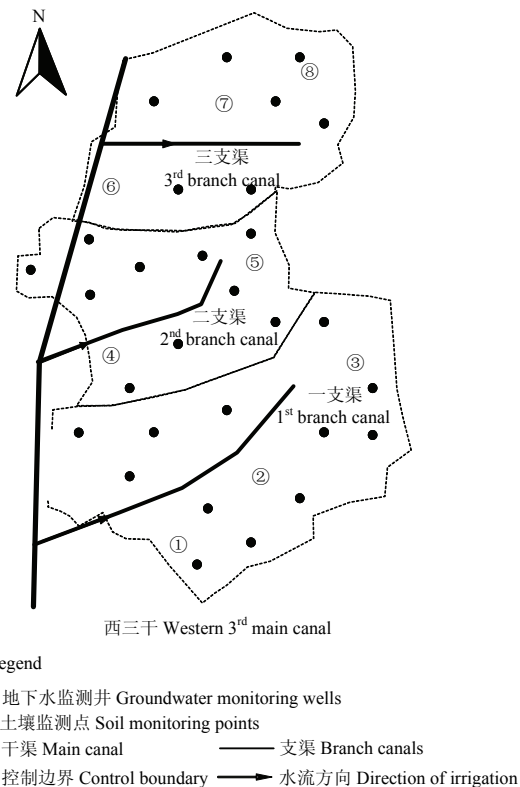 N
⑧
⑦
三支渠
3rd branch canal
⑥
⑤
二支渠
2nd branch canal
④
③
一支渠
1st branch canal
②
①
西三干 Western 3rd main canal
egend
地下水监测井 Groundwater monitoring wells
土壤监测点 Soil monitoring points
干渠 Main canal 支渠 Branch canals
控制边界 Control boundary 水流方向 Direction of irrigation